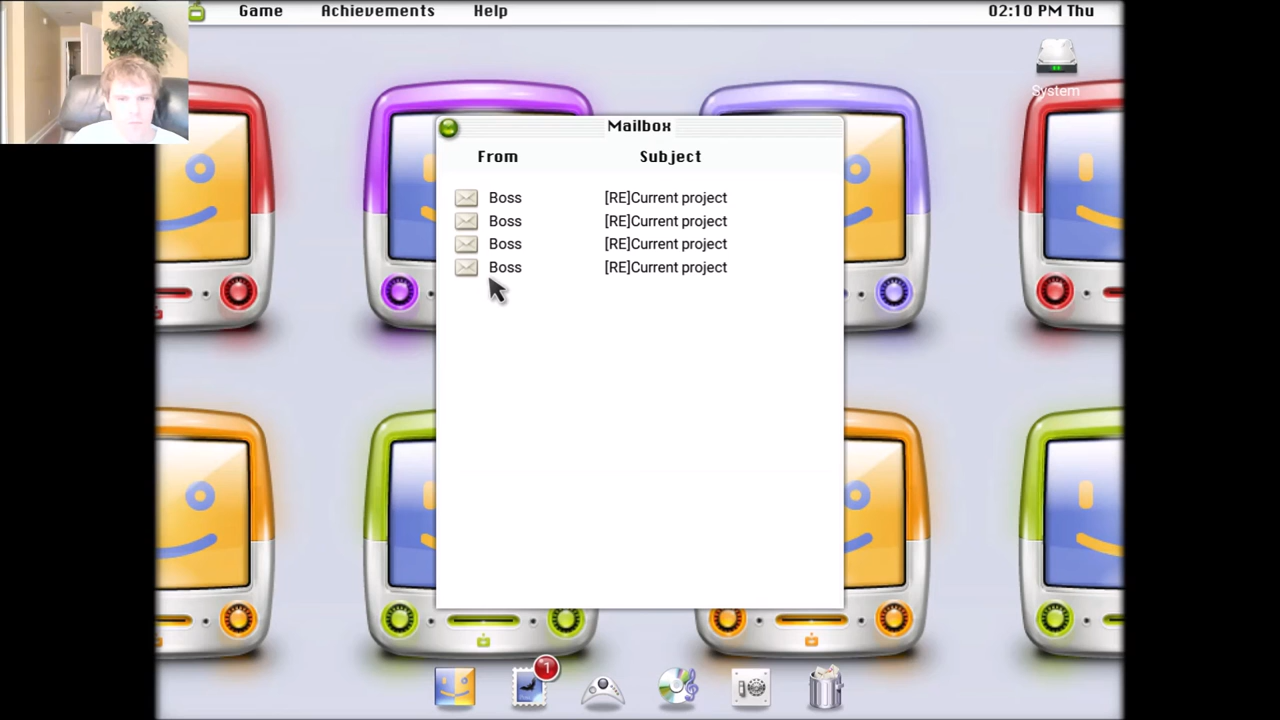 Game Achievements Help 02:10 PM Thu
System
Mailbox
From Subject
Boss [RE]Current project
Boss [RE]Current project
Boss [RE]Current project
Boss [RE]Current project
1